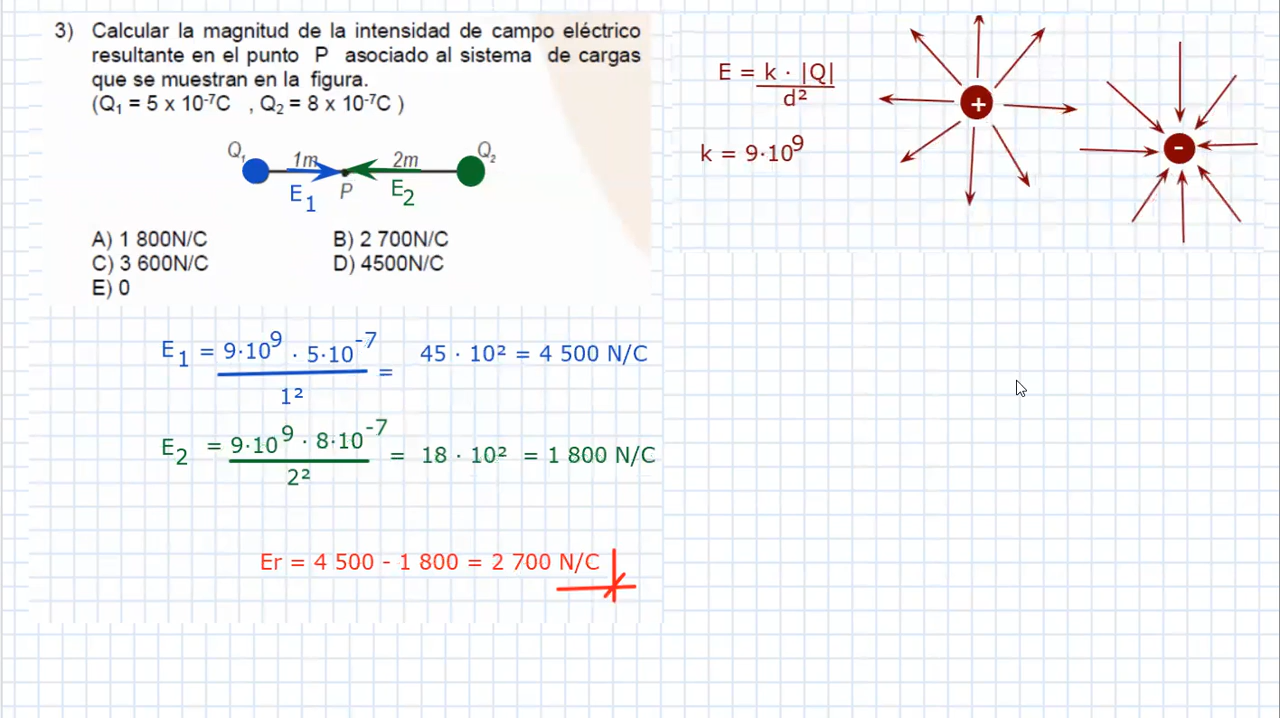 3) Calcular la magnitud de la intensidad de campo eléctrico
resultante en el punto P asociado al sistema de cargas
que se muestran en la figura.
(Q₁ = 5 x 10⁻⁷C , Q₂ = 8 x 10⁻⁷C )
Q₁ 1m 2m Q₂
E₁ P E₂
A) 1 800N/C B) 2 700N/C
C) 3 600N/C D) 4500N/C
E) 0
E₁ = 9·10⁹ · 5·10⁻⁷ = 45 · 10² = 4 500 N/C
1²
E₂ = 9·10⁹ · 8·10⁻⁷ = 18 · 10² = 1 800 N/C
2²
Er = 4 500 - 1 800 = 2 700 N/C
E = k · |Q|
d²
k = 9·10⁹
+
-